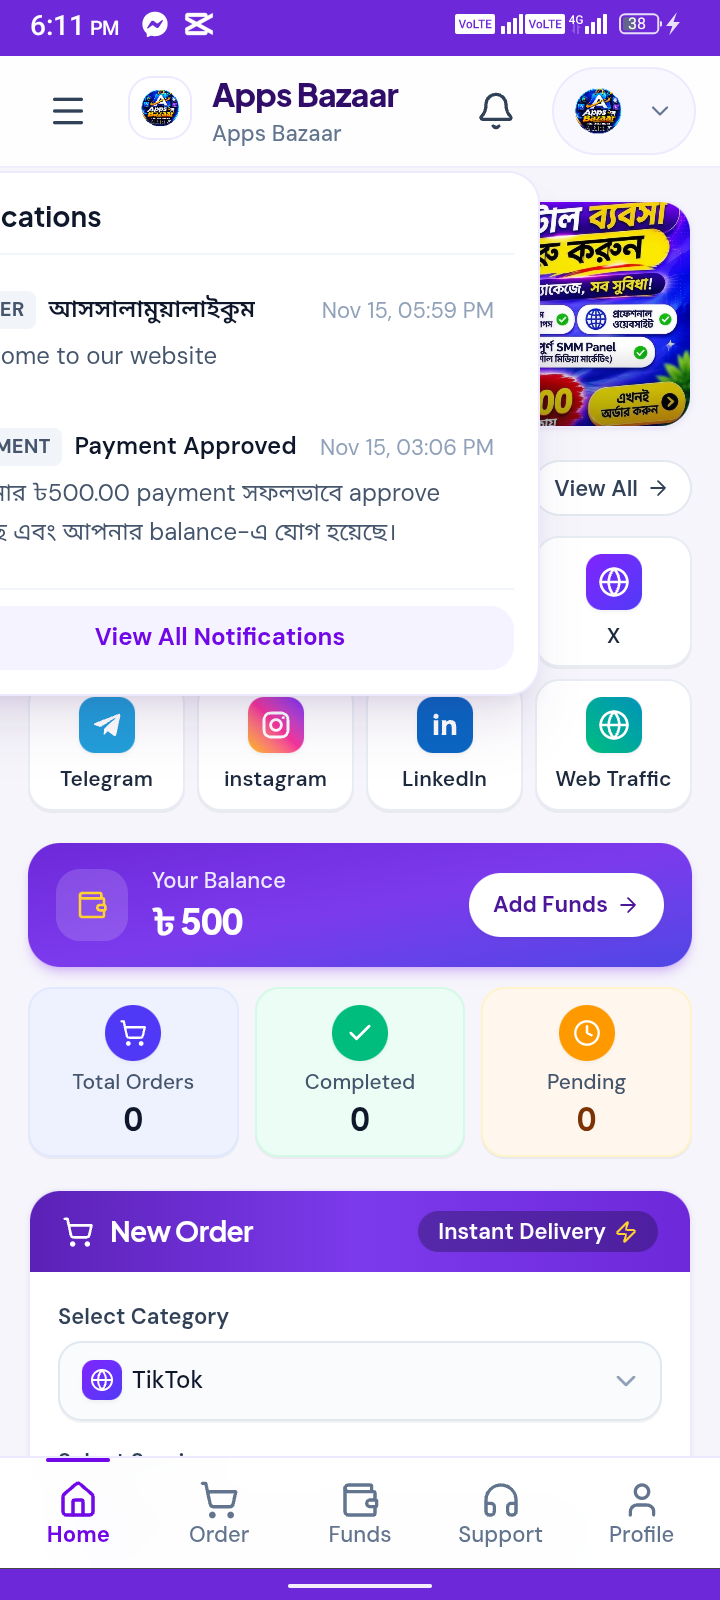 6:11 PM
VoLTE VoLTE 4G 38
Apps Bazaar
Apps Bazaar
cations
ER আসসালামুয়ালাইকুম Nov 15, 05:59 PM
ome to our website
MENT Payment Approved Nov 15, 03:06 PM
নার ৳500.00 payment সফলভাবে approve
ছে এবং আপনার balance-এ যোগ হয়েছে।
View All Notifications
টাল ব্যবসা
রু করুন
প্যাকেজে, সব সুবিধা!
প্রফেশনাল
ওয়েবসাইট
পূর্ণ SMM Panel
শাল মিডিয়া মার্কেটিং)
00
এখনই
অর্ডার করুন
View All
X
Telegram
instagram
LinkedIn
Web Traffic
Your Balance
৳ 500
Add Funds
Total Orders
0
Completed
0
Pending
0
New Order
Instant Delivery
Select Category
TikTok
Home
Order
Funds
Support
Profile